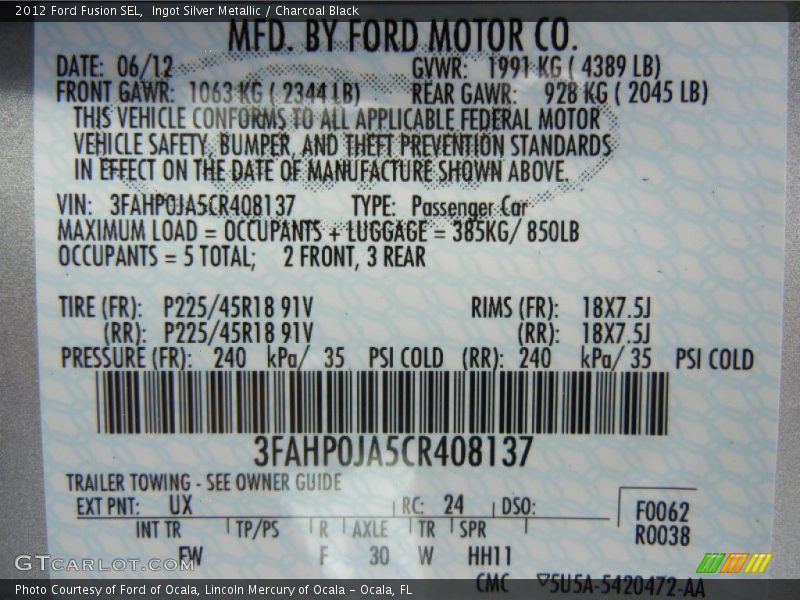 2012 Ford Fusion SEL,  Ingot Silver Metallic / Charcoal Black
MFD. BY FORD MOTOR CO.
DATE: 06/12 GVWR: 1991 KG ( 4389 LB)
FRONT GAWR: 1063 KG ( 2344 LB) REAR GAWR: 928 KG ( 2045 LB)
THIS VEHICLE CONFORMS TO ALL APPLICABLE FEDERAL MOTOR
VEHICLE SAFETY, BUMPER, AND THEFT PREVENTION STANDARDS
IN EFFECT ON THE DATE OF MANUFACTURE SHOWN ABOVE.
VIN: 3FAHP0JA5CR408137 TYPE: Passenger Car
MAXIMUM LOAD = OCCUPANTS + LUGGAGE = 385KG/ 850LB
OCCUPANTS = 5 TOTAL; 2 FRONT, 3 REAR
TIRE (FR): P225/45R18 91V RIMS (FR): 18X7.5J
(RR): P225/45R18 91V (RR): 18X7.5J
PRESSURE (FR): 240 kPa/ 35 PSI COLD (RR): 240 kPa/ 35 PSI COLD
3FAHP0JA5CR408137
TRAILER TOWING - SEE OWNER GUIDE
EXT PNT: UX RC: 24 DSO: F0062
INT TR TP/PS R AXLE TR SPR R0038
FW F 30 W HH11
GTCARLOT.COM
CMC ▽5U5A-5420472-AA
Photo Courtesy of Ford of Ocala, Lincoln Mercury of Ocala – Ocala, FL